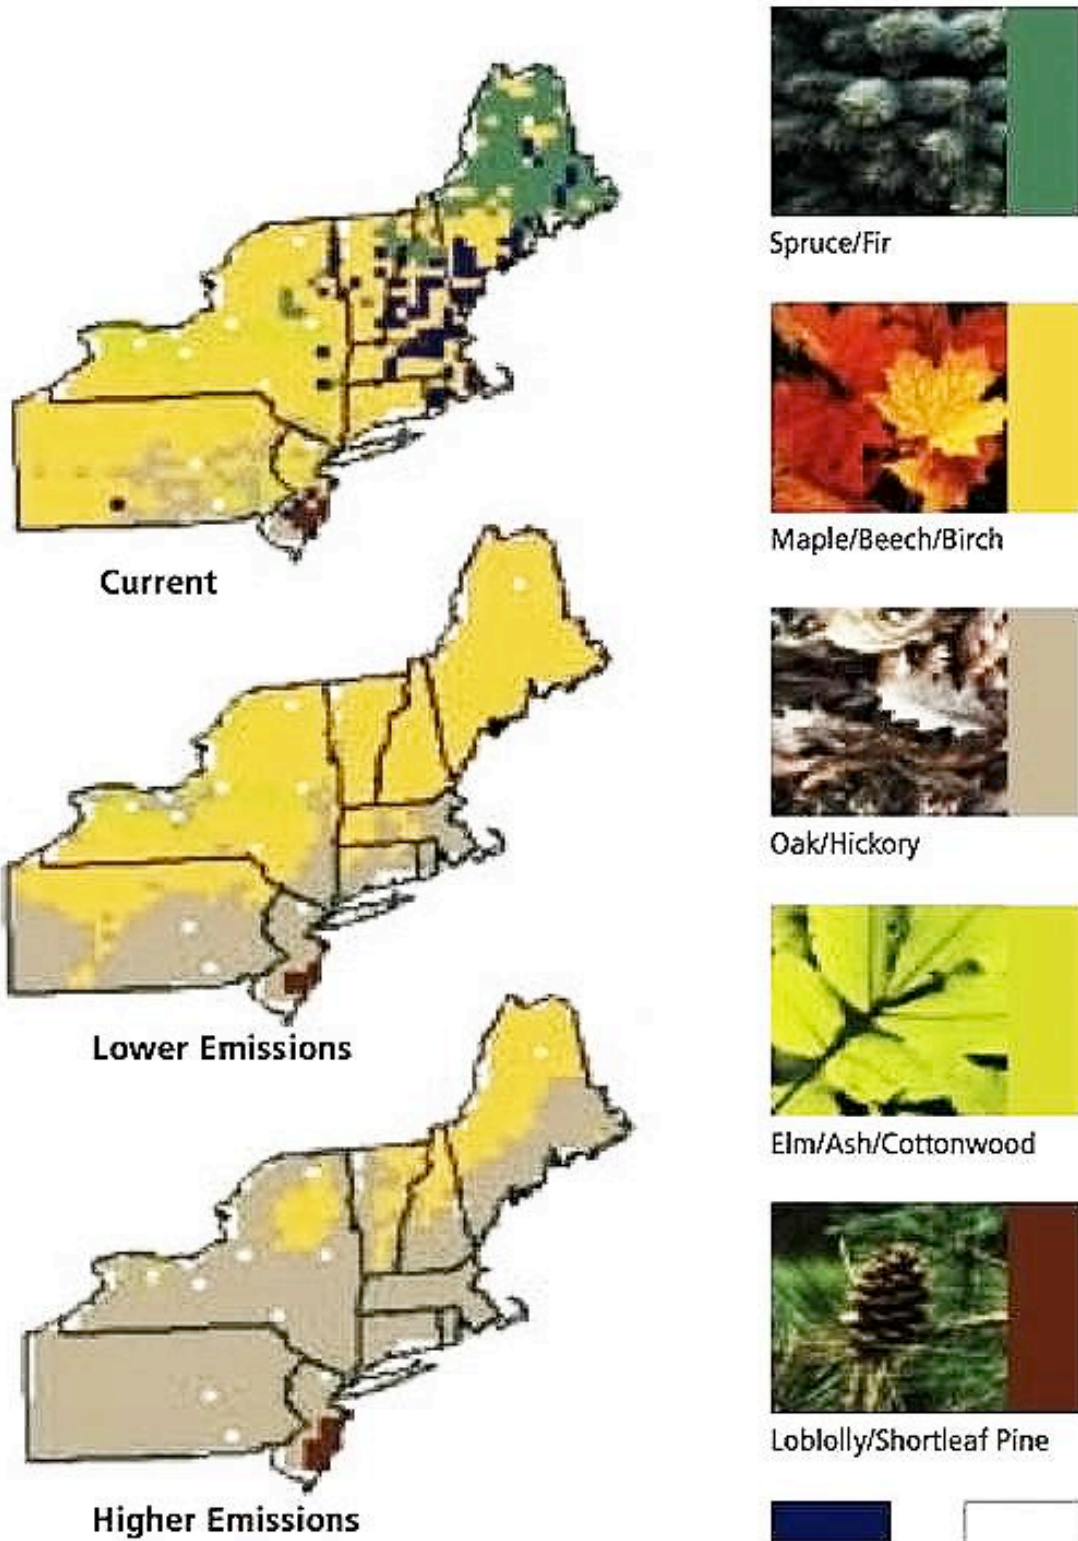 Spruce/Fir
Maple/Beech/Birch
Current
Oak/Hickory
Lower Emissions
Elm/Ash/Cottonwood
Loblolly/Shortleaf Pine
Higher Emissions